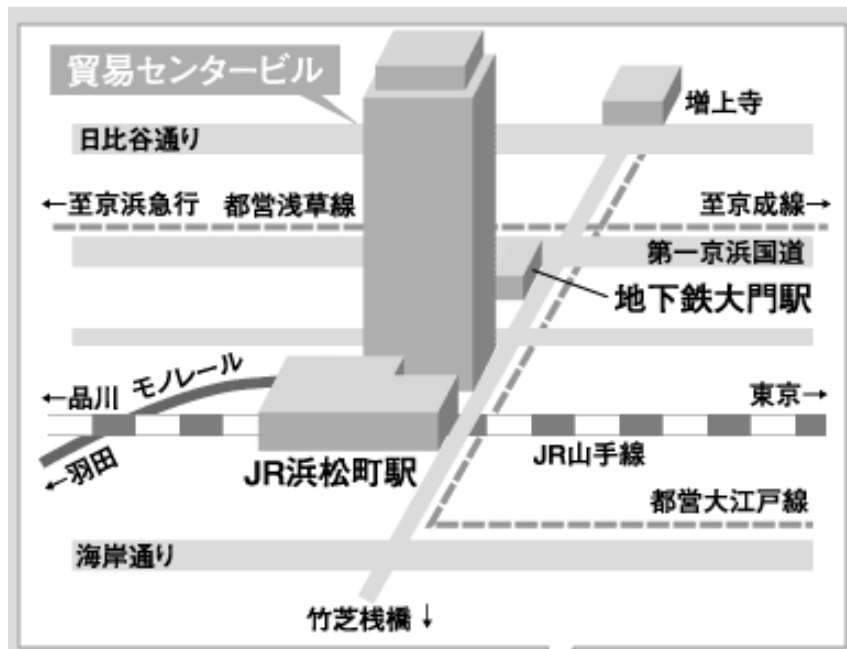 貿易センタービル
増上寺
日比谷通り
←至京浜急行 都営浅草線 至京成線→
第一京浜国道
地下鉄大門駅
モノレール
←品川 東京→
←羽田
JR浜松町駅
JR山手線
都営大江戸線
海岸通り
竹芝桟橋↓